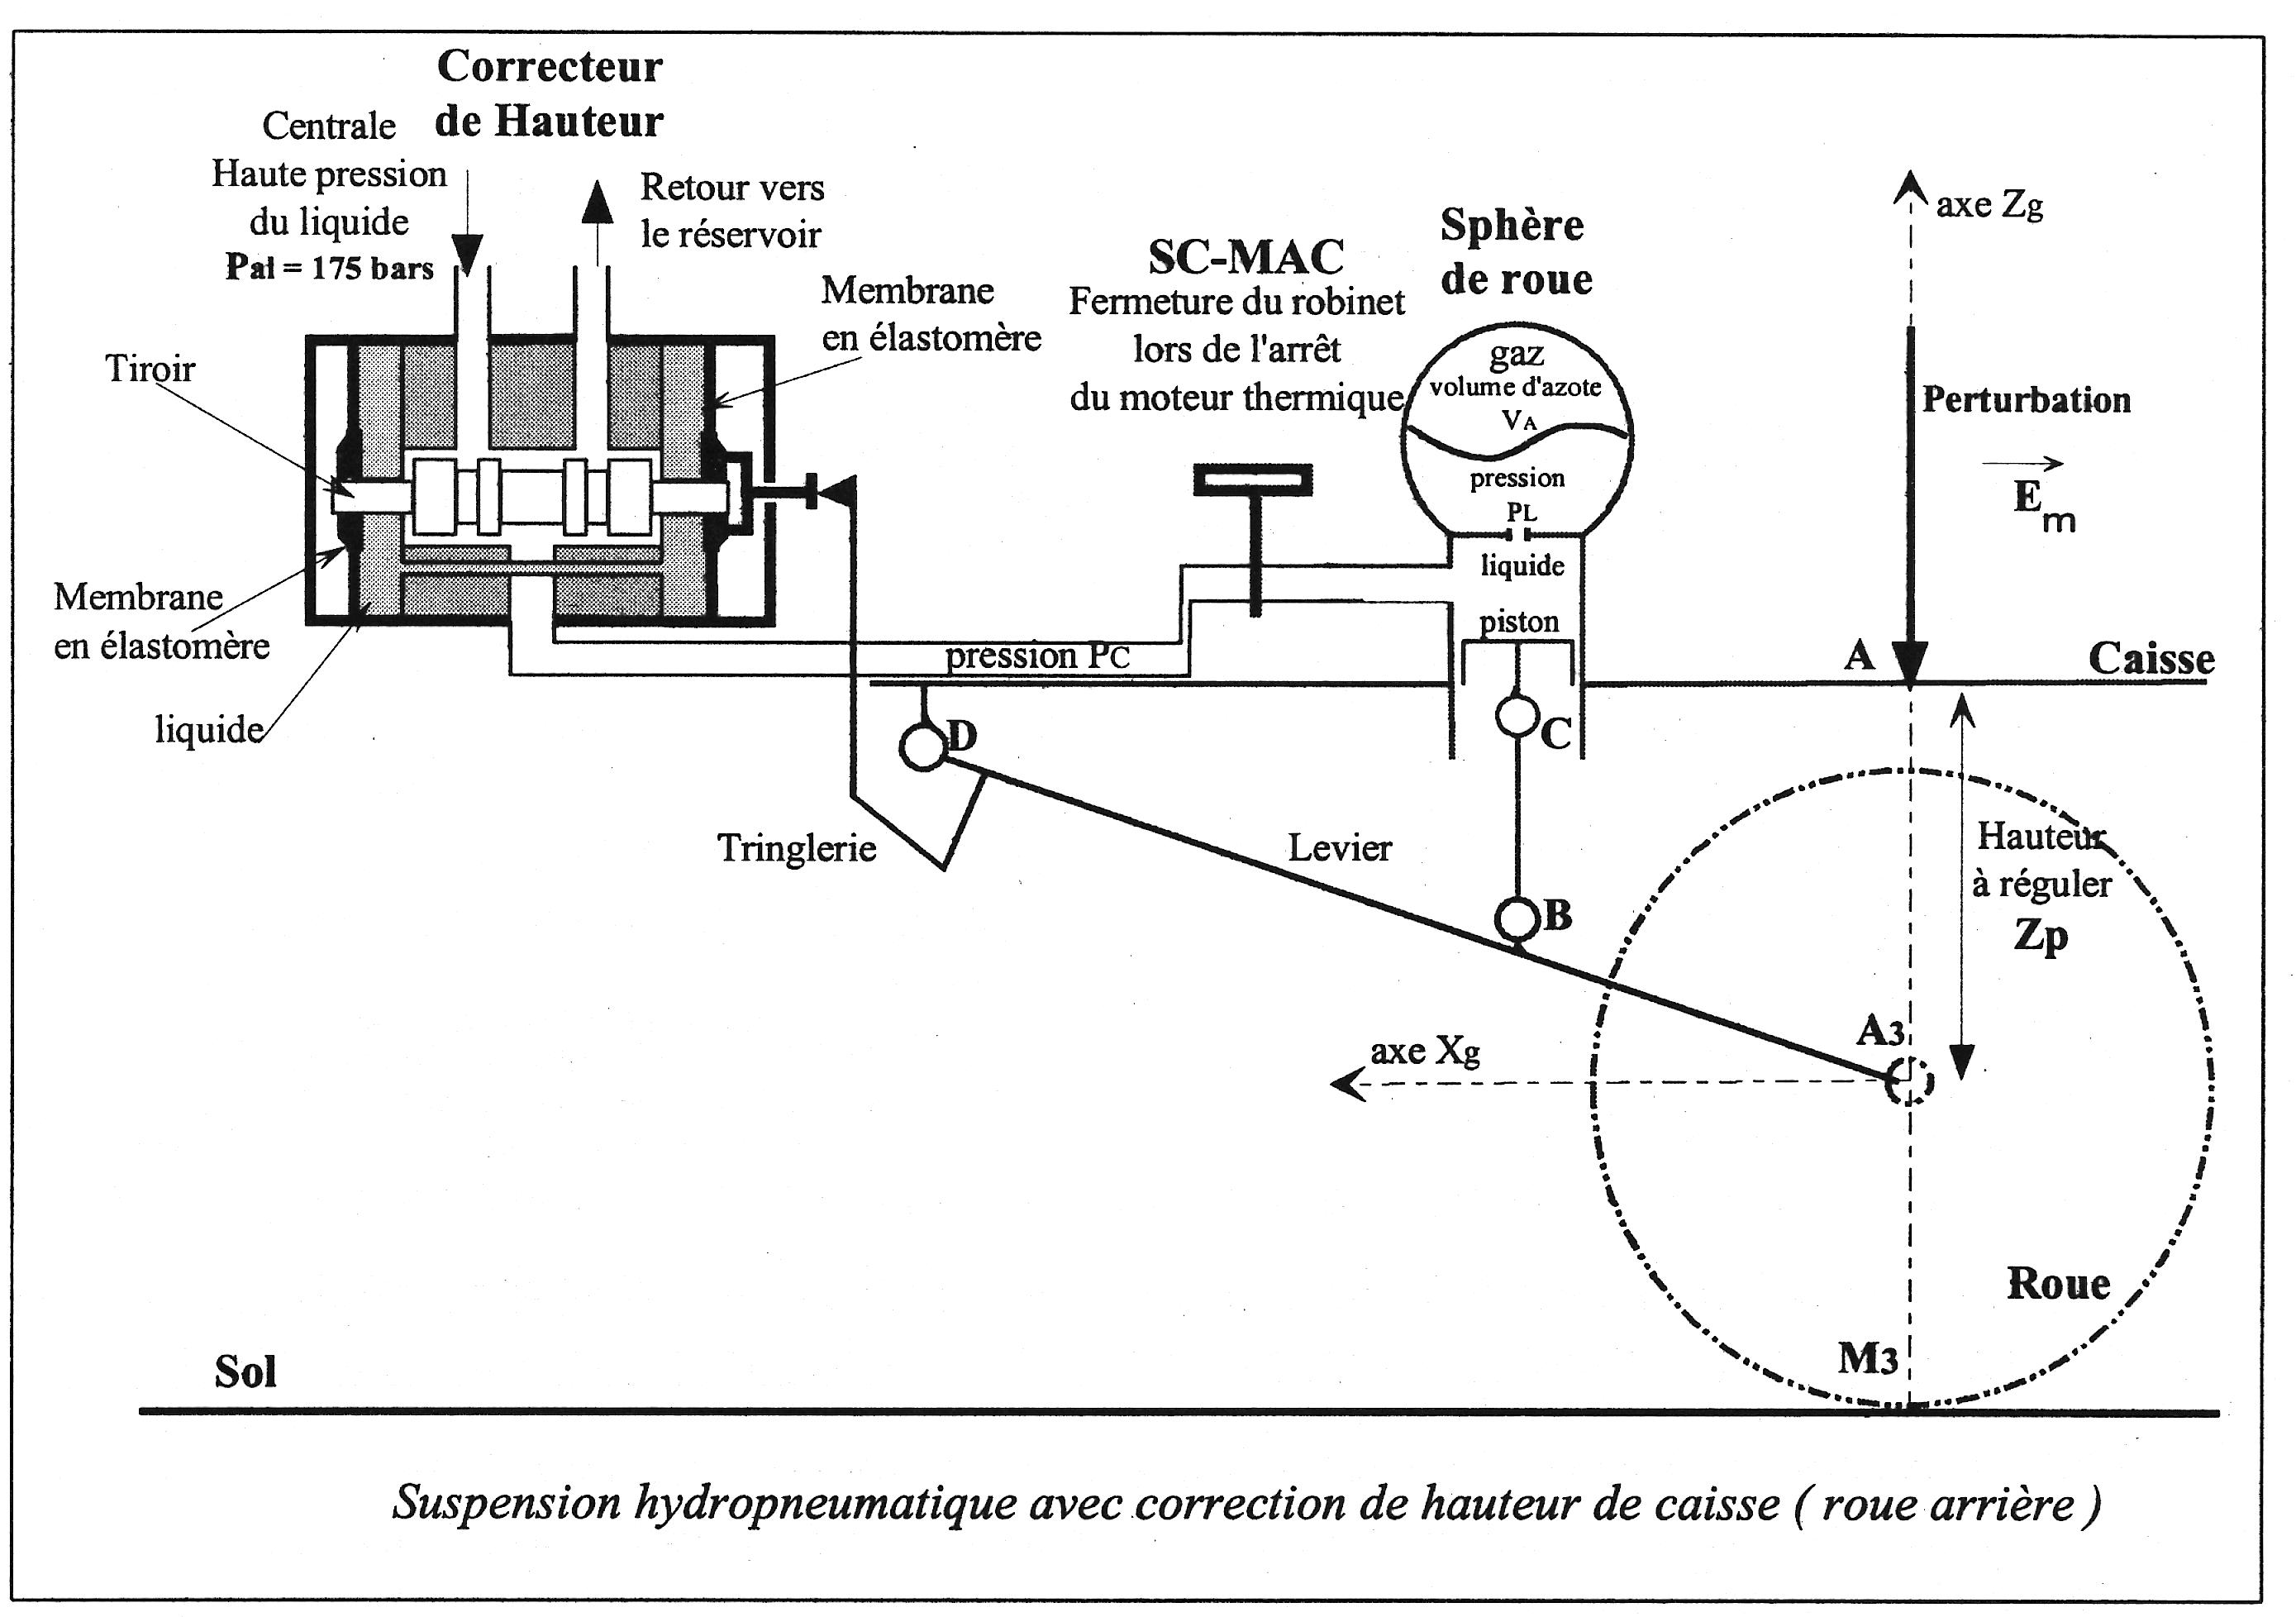 Correcteur
de Hauteur
Centrale
Haute pression
du liquide
Pal = 175 bars
Retour vers
le réservoir
Membrane
en élastomère
Tiroir
SC-MAC
Fermeture du robinet
lors de l'arrêt
du moteur thermique
Sphère
de roue
gaz
volume d'azote
VA
pression
PL
liquide
piston
axe Zg
Perturbation
Em
A
Caisse
Membrane
en élastomère
liquide
pression PC
D
C
Tringlerie
Levier
B
Hauteur
à réguler
Zp
A3
axe Xg
Roue
M3
Sol
Suspension hydropneumatique avec correction de hauteur de caisse ( roue arrière )